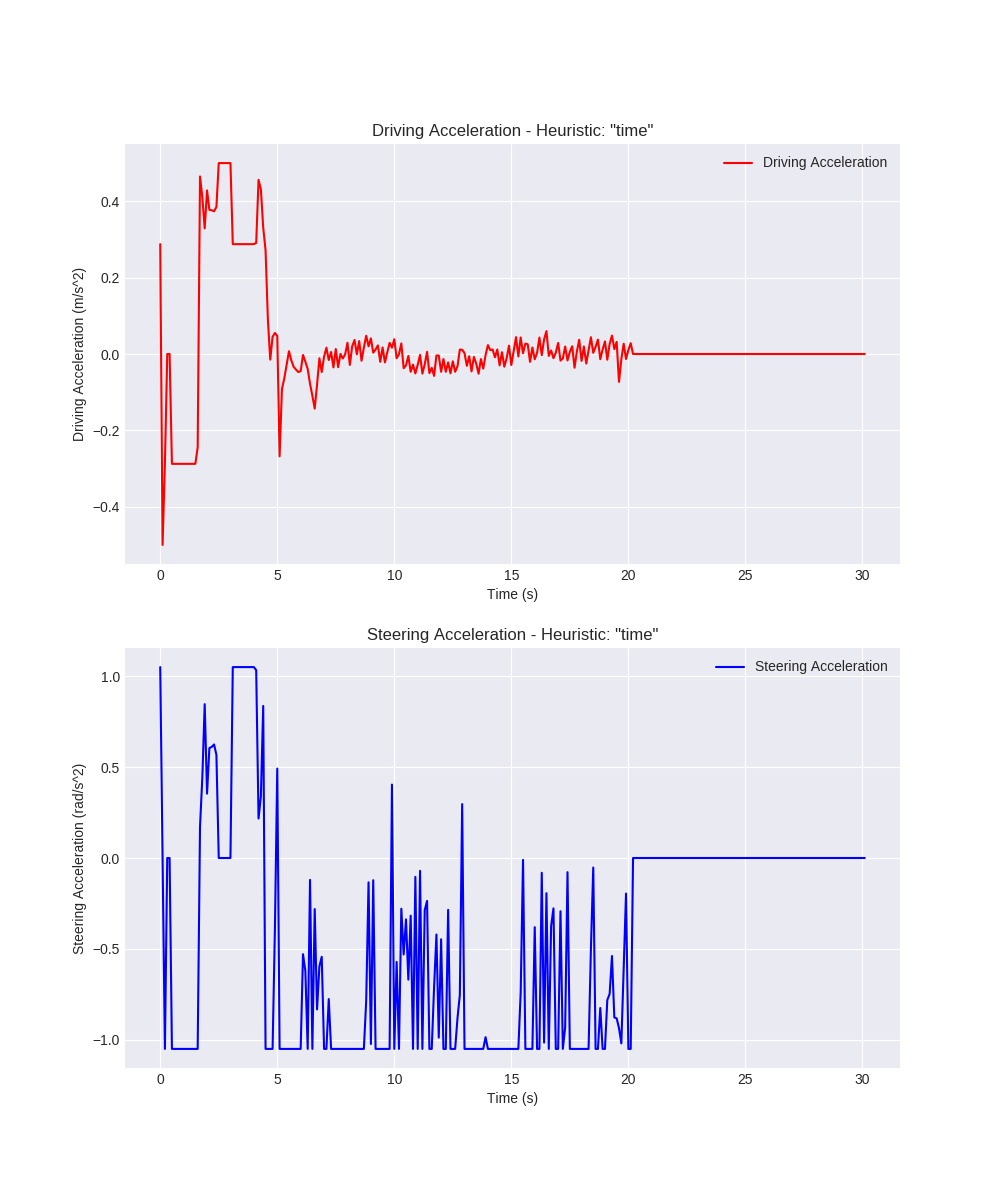 Driving Acceleration - Heuristic: "time"
Driving Acceleration
Driving Acceleration (m/s^2)
0.4
0.2
0.0
−0.2
−0.4
0 5 10 15 20 25 30
Time (s)
Steering Acceleration - Heuristic: "time"
Steering Acceleration
Steering Acceleration (rad/s^2)
1.0
0.5
0.0
−0.5
−1.0
0 5 10 15 20 25 30
Time (s)